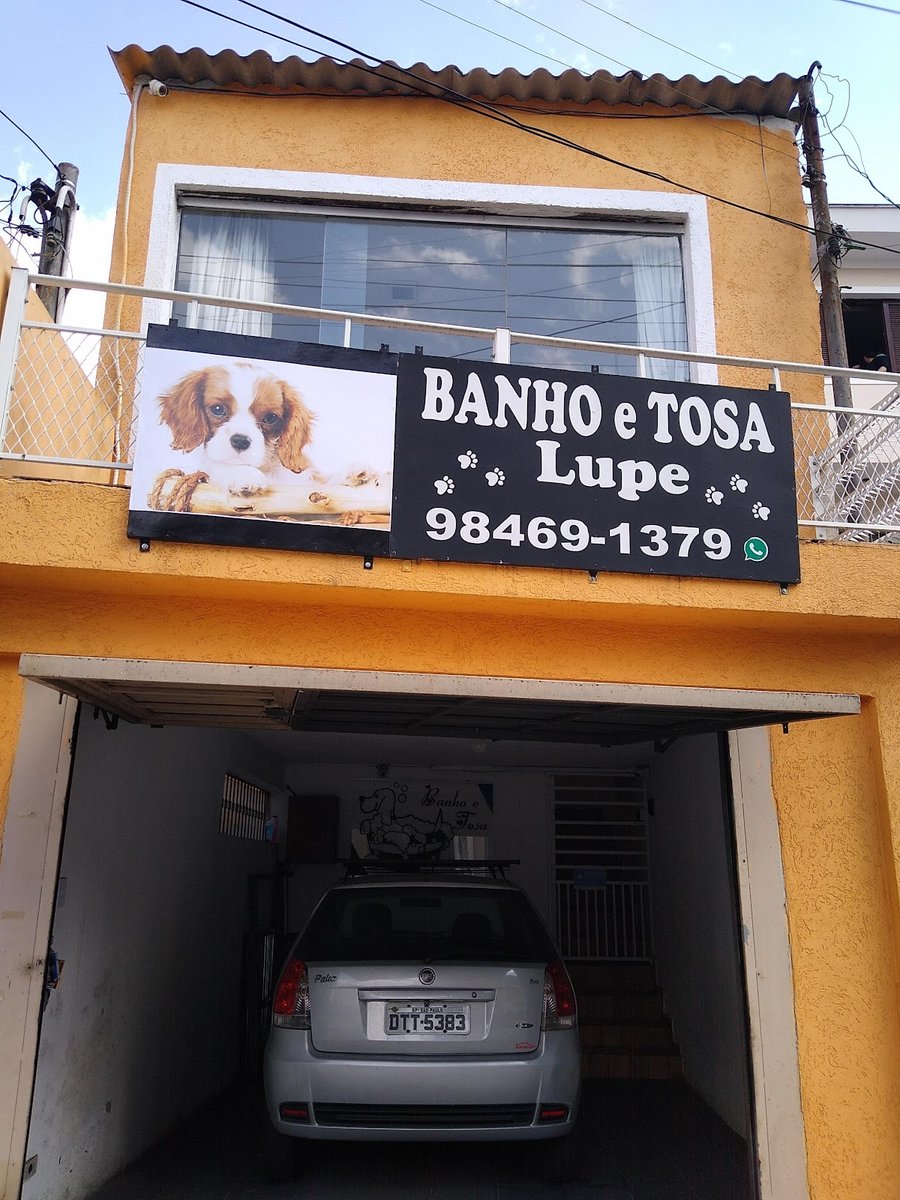 BANHO e TOSA
Lupe
98469-1379
Banho e
Tosa
Palio
SP-SÃO PAULO
DTT-5383